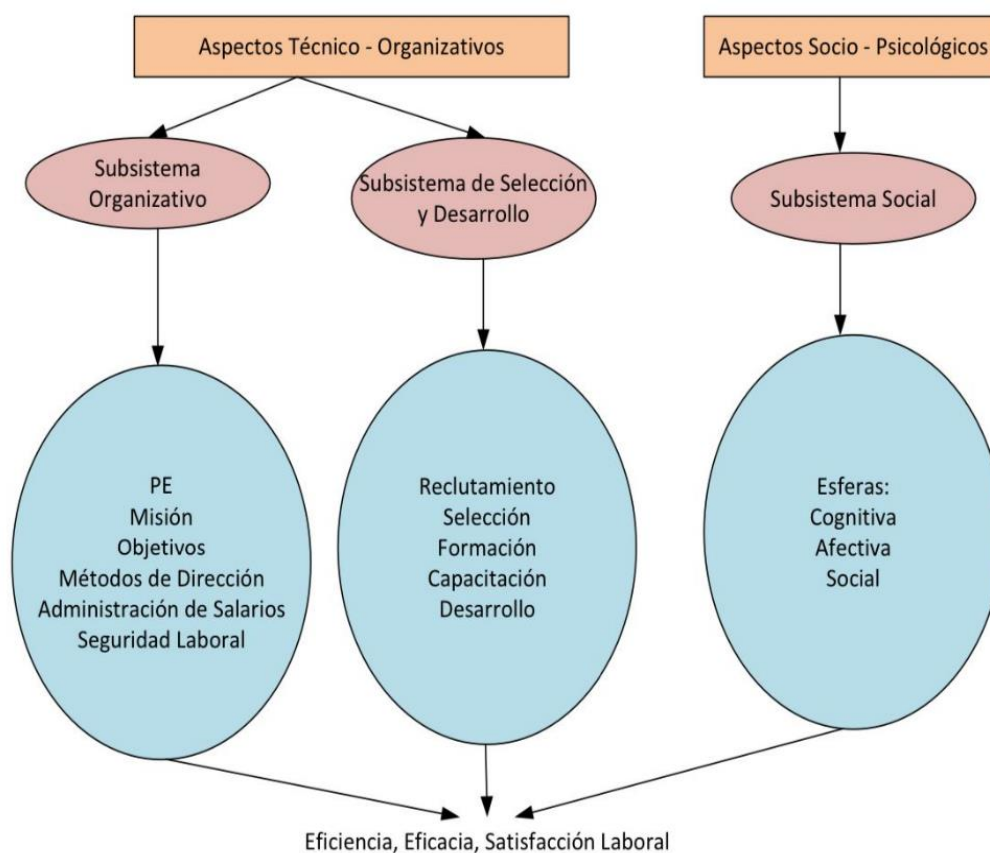 Aspectos Técnico - Organizativos
Aspectos Socio - Psicológicos
Subsistema
Organizativo
Subsistema de Selección
y Desarrollo
Subsistema Social
PE
Misión
Objetivos
Métodos de Dirección
Administración de Salarios
Seguridad Laboral
Reclutamiento
Selección
Formación
Capacitación
Desarrollo
Esferas:
Cognitiva
Afectiva
Social
Eficiencia, Eficacia, Satisfacción Laboral